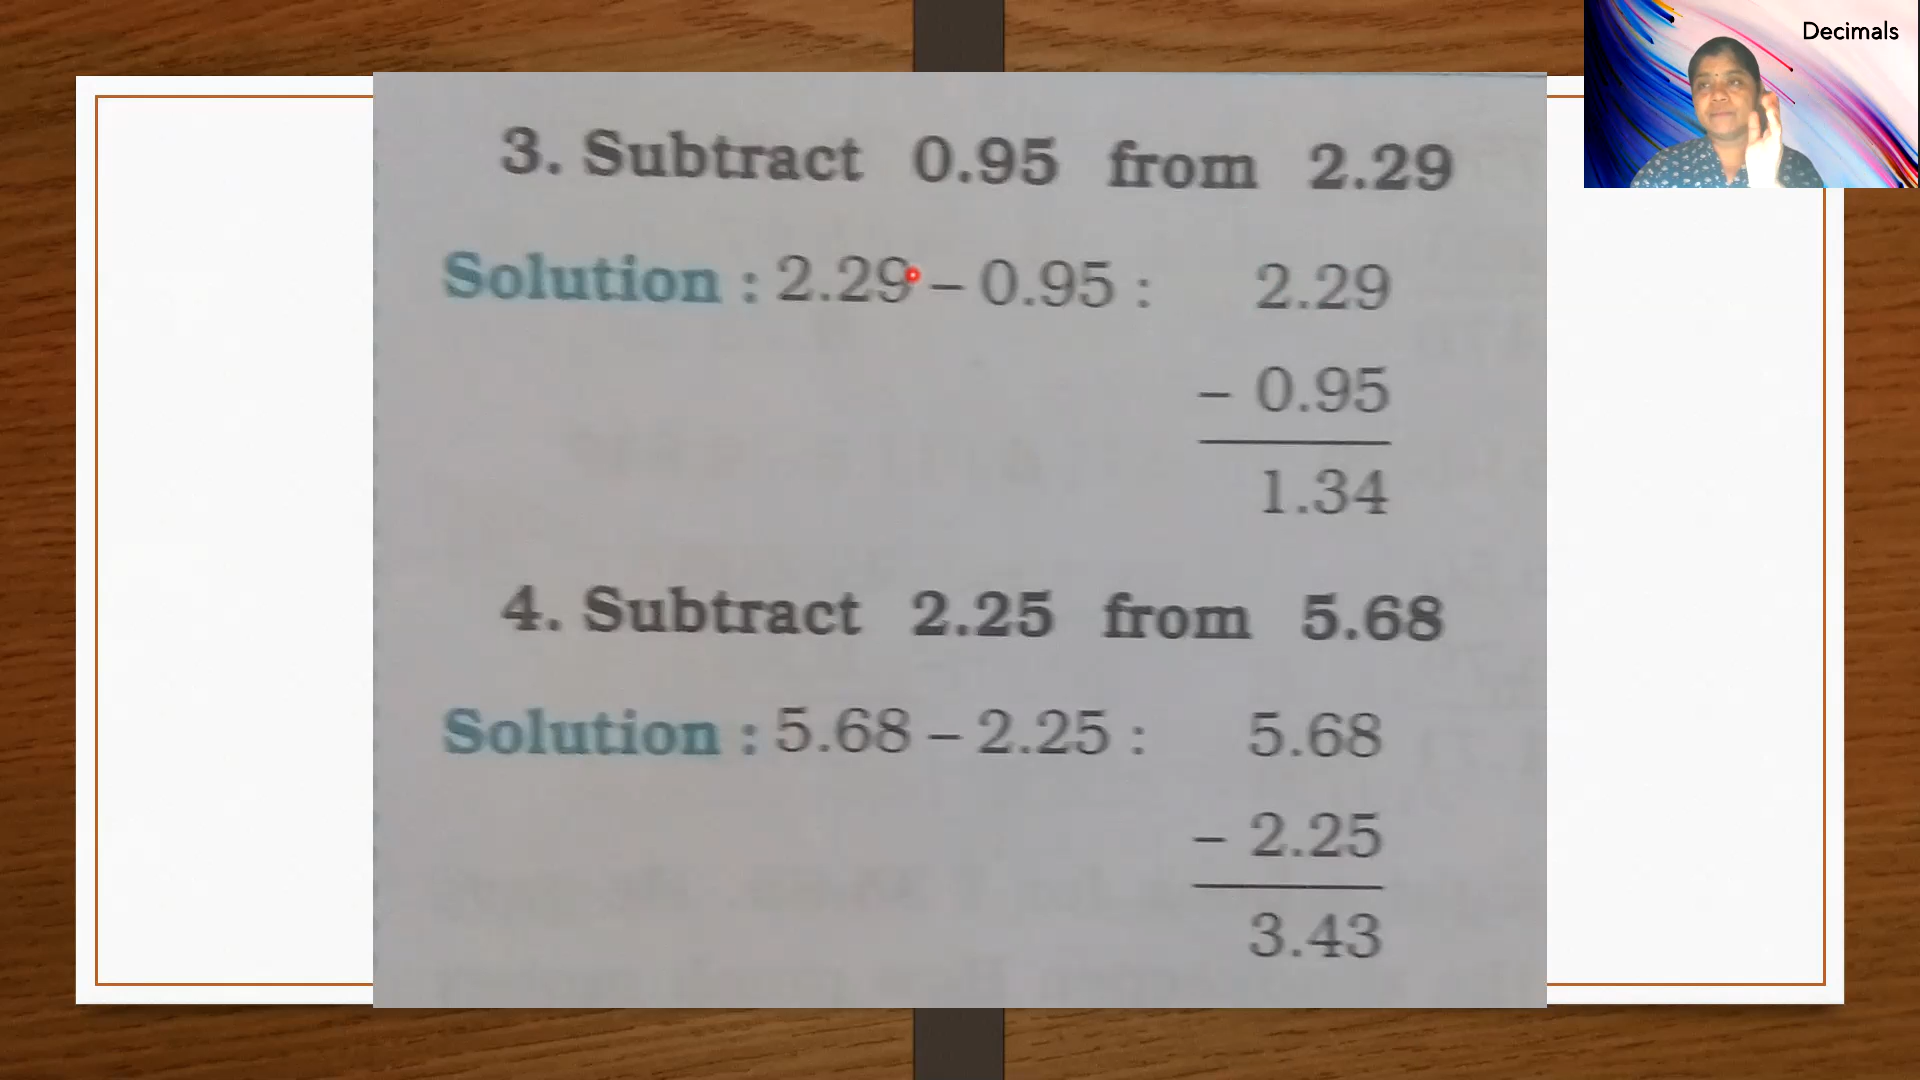 Decimals
3. Subtract 0.95 from 2.29
Solution : 2.29 – 0.95 : 2.29
– 0.95
1.34
4. Subtract 2.25 from 5.68
Solution : 5.68 – 2.25 : 5.68
– 2.25
3.43